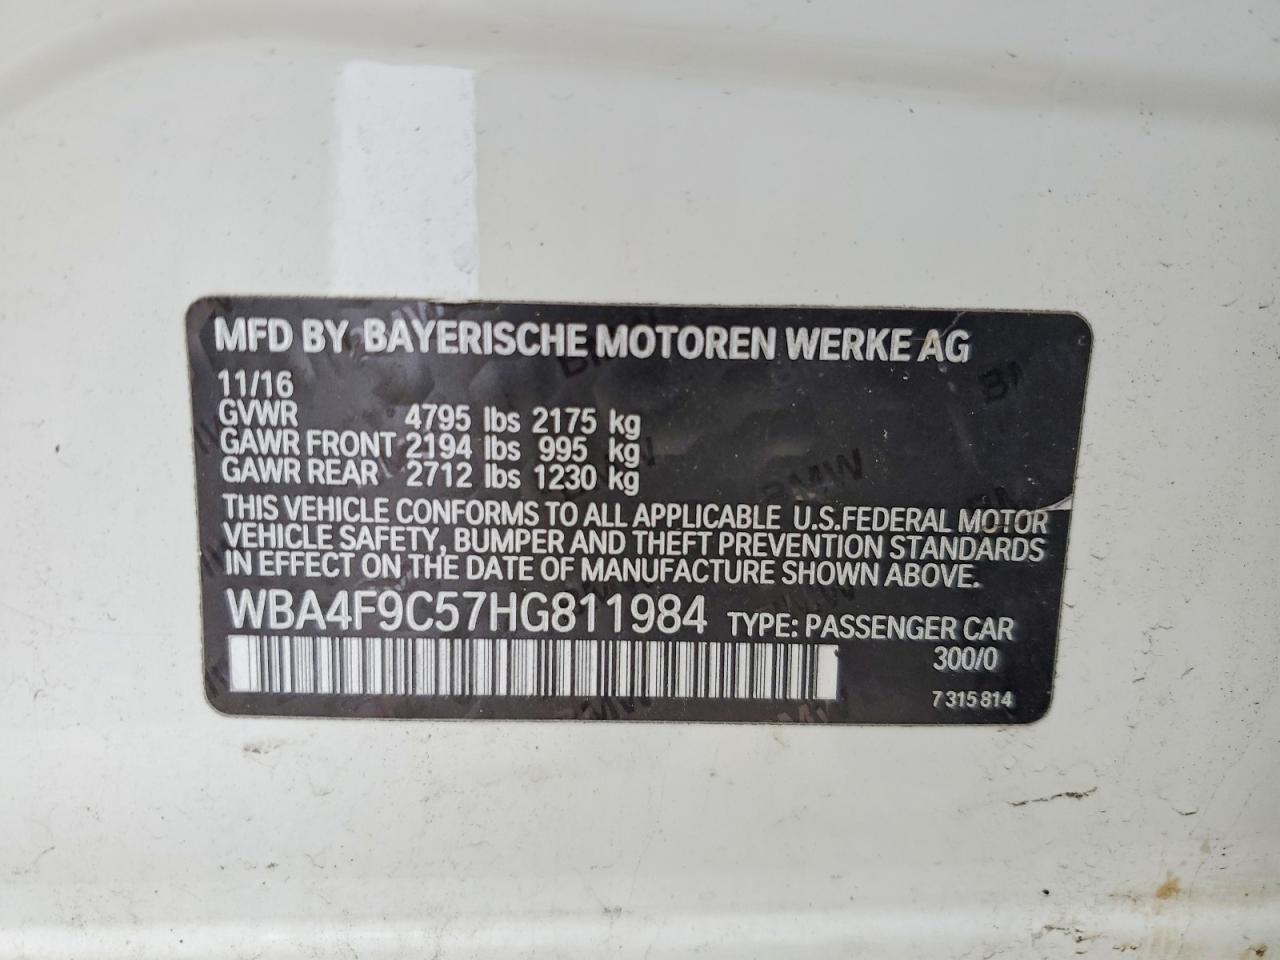 MFD BY BAYERISCHE MOTOREN WERKE AG
11/16
GVWR 4795 lbs 2175 kg
GAWR FRONT 2194 lbs 995 kg
GAWR REAR 2712 lbs 1230 kg
THIS VEHICLE CONFORMS TO ALL APPLICABLE U.S.FEDERAL MOTOR
VEHICLE SAFETY, BUMPER AND THEFT PREVENTION STANDARDS
IN EFFECT ON THE DATE OF MANUFACTURE SHOWN ABOVE.
WBA4F9C57HG811984 TYPE: PASSENGER CAR
300/0
7 315 814